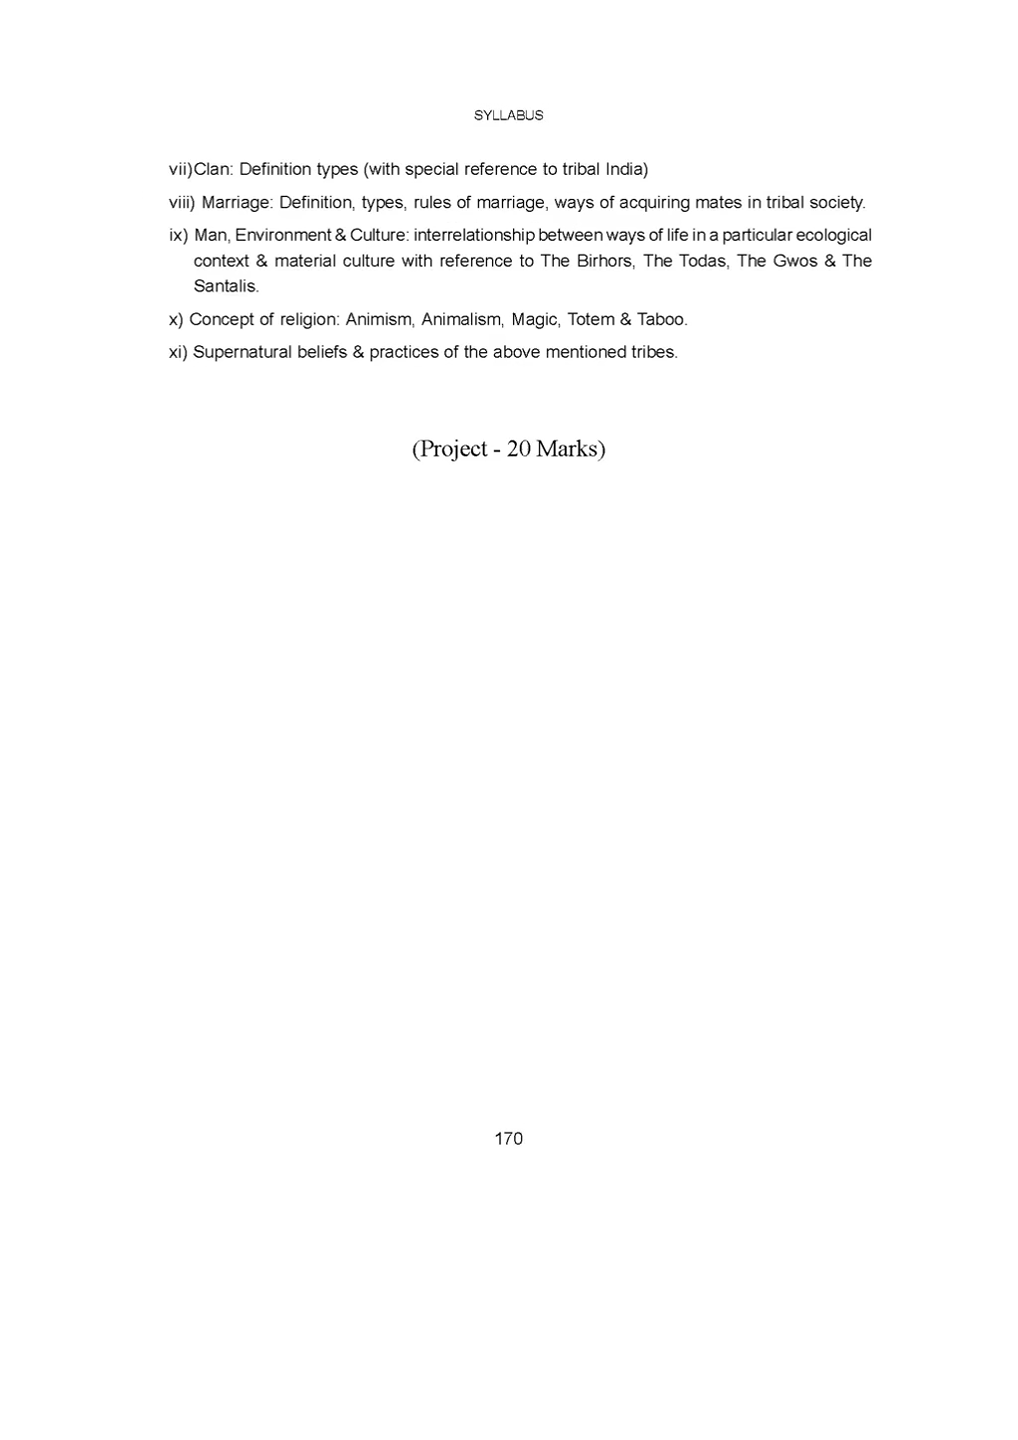 SYLLABUS
vii)Clan: Definition types (with special reference to tribal India)
viii) Marriage: Definition, types, rules of marriage, ways of acquiring mates in tribal society.
ix) Man, Environment & Culture: interrelationship between ways of life in a particular ecological
context & material culture with reference to The Birhors, The Todas, The Gwos & The
Santalis.
x) Concept of religion: Animism, Animalism, Magic, Totem & Taboo.
xi) Supernatural beliefs & practices of the above mentioned tribes.
(Project - 20 Marks)
170